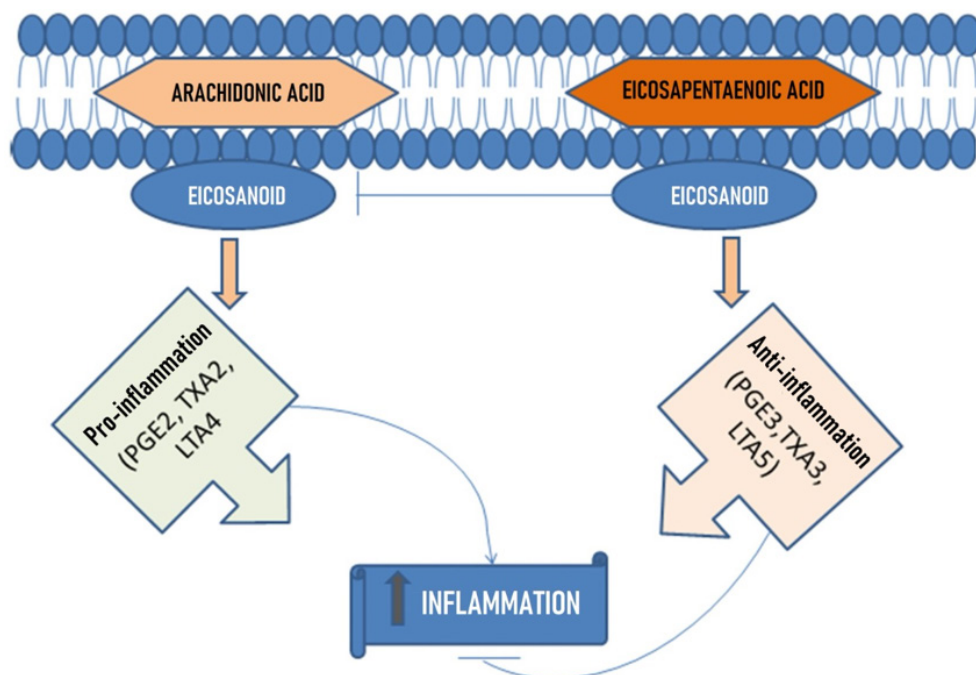 ARACHIDONIC ACID
EICOSAPENTAENOIC ACID
EICOSANOID
EICOSANOID
Pro-inflammation
(PGE2, TXA2,
LTA4
Anti-inflammation
(PGE3,TXA3,
LTA5)
INFLAMMATION